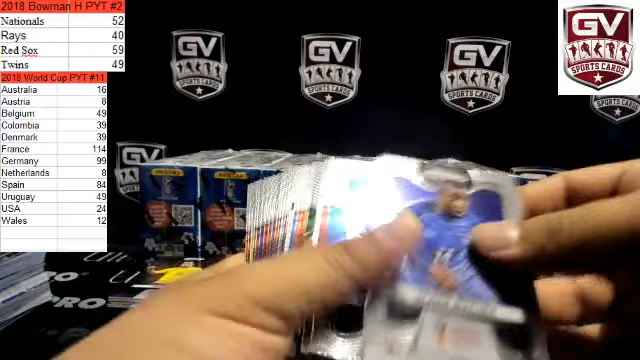 2018 Bowman H PYT #2
Nationals 52
Rays 40
Red Sox 59
Twins 49
2018 World Cup PYT #11
Australia 16
Austria 8
Belgium 49
Colombia 39
Denmark 39
France 114
Germany 99
Netherlands 8
Spain 84
Uruguay 49
USA 24
Wales 12
GV
SPORTS CARDS
GV
SPORTS CARDS
GV
SPORTS CARDS
GV
SPORTS CARDS
GV
GV
SPORTS CARDS
PRO
PRO